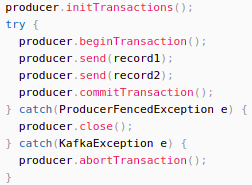 producer.initTransactions();
try {
  producer.beginTransaction();
  producer.send(record1);
  producer.send(record2);
  producer.commitTransaction();
} catch(ProducerFencedException e) {
  producer.close();
} catch(KafkaException e) {
  producer.abortTransaction();
}